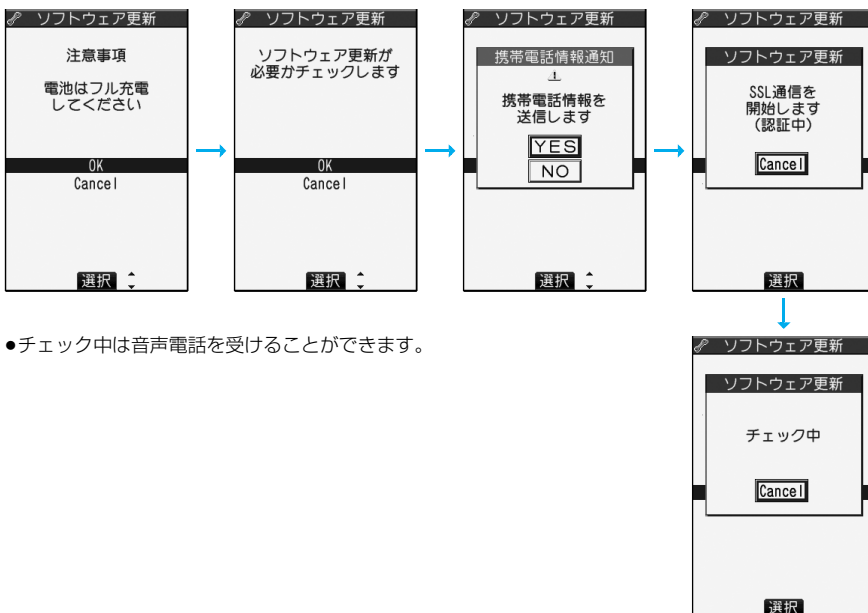 ソフトウェア更新
注意事項
電池はフル充電
してください
OK
Cancel
選択
ソフトウェア更新
ソフトウェア更新が
必要かチェックします
OK
Cancel
選択
ソフトウェア更新
携帯電話情報通知
携帯電話情報を
送信します
YES
NO
選択
ソフトウェア更新
ソフトウェア更新
SSL通信を
開始します
(認証中)
Cancel
選択
●チェック中は音声電話を受けることができます。
ソフトウェア更新
ソフトウェア更新
チェック中
Cancel
選択